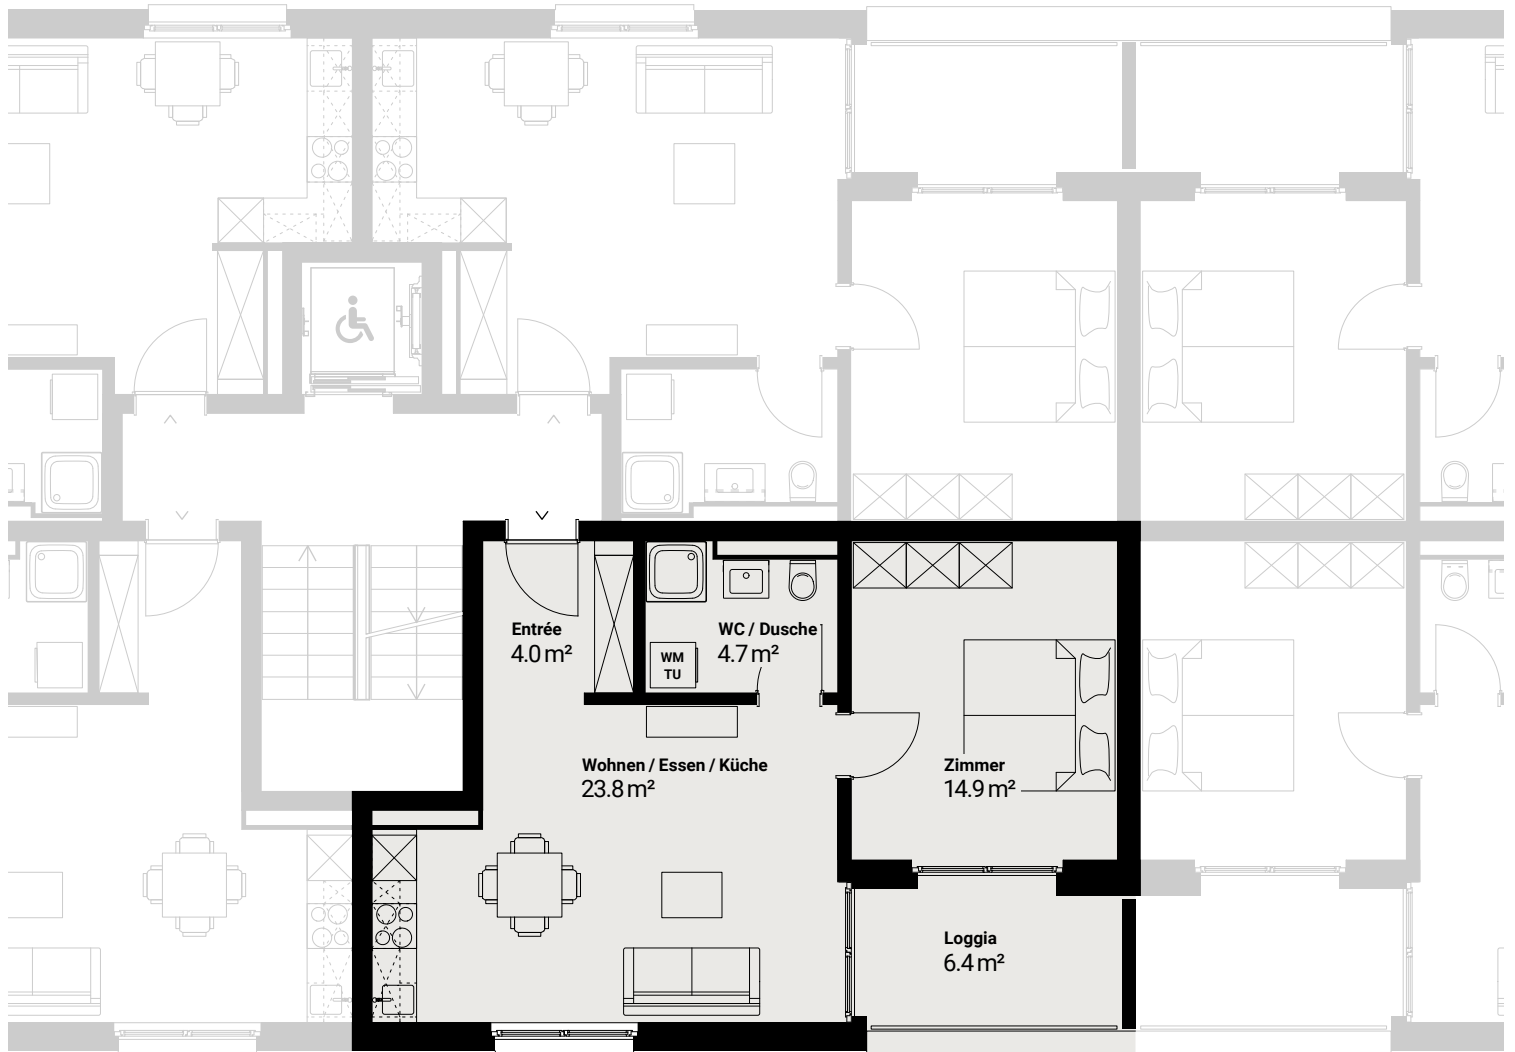 Entrée
4.0 m²
WC / Dusche
4.7 m²
WM
TU
Wohnen / Essen / Küche
23.8 m²
Zimmer
14.9 m²
Loggia
6.4 m²